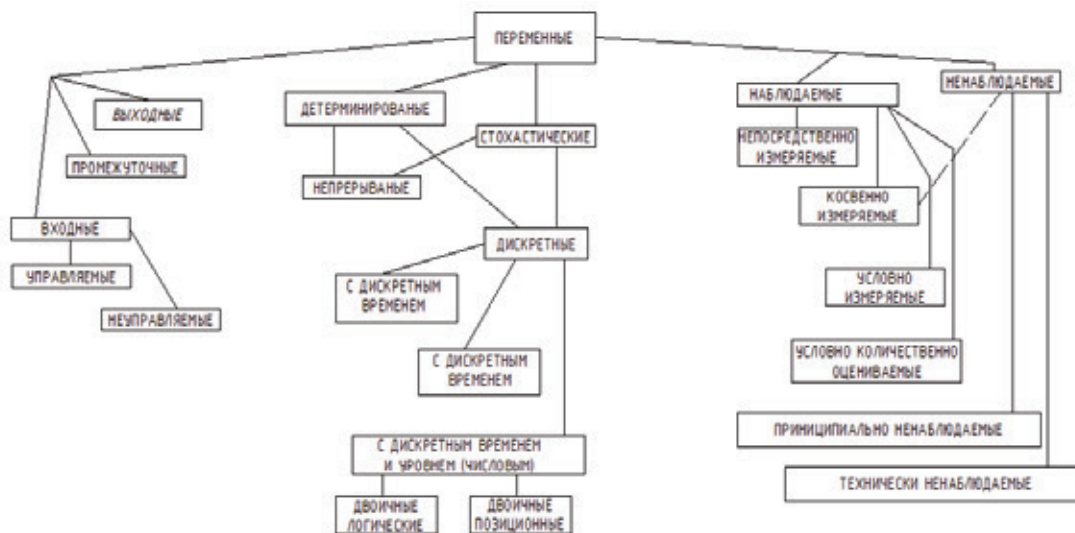 ПЕРЕМЕННЫЕ
ВЫХОДНЫЕ
ПРОМЕЖУТОЧНЫЕ
ВХОДНЫЕ
УПРАВЛЯЕМЫЕ
НЕУПРАВЛЯЕМЫЕ
ДЕТЕРМИНИРОВАНЫЕ
СТОХАСТИЧЕСКИЕ
НЕПРЕРЫВАНЫЕ
ДИСКРЕТНЫЕ
С ДИСКРЕТНЫМ
ВРЕМЕНЕМ
С ДИСКРЕТНЫМ
ВРЕМЕНЕМ
С ДИСКРЕТНЫМ ВРЕМЕНЕМ
И УРОВНЕМ (ЧИСЛОВЫМ)
ДВОИЧНЫЕ
ЛОГИЧЕСКИЕ
ДВОИЧНЫЕ
ПОЗИЦИОННЫЕ
НАБЛЮДАЕМЫЕ
НЕНАБЛЮДАЕМЫЕ
НЕПОСРЕДСТВЕННО
ИЗМЕРЯЕМЫЕ
КОСВЕННО
ИЗМЕРЯЕМЫЕ
УСЛОВНО
ИЗМЕРЯЕМЫЕ
УСЛОВНО КОЛИЧЕСТВЕННО
ОЦЕНИВАЕМЫЕ
ПРИНИЦИПИАЛЬНО НЕНАБЛЮДАЕМЫЕ
ТЕХНИЧЕСКИ НЕНАБЛЮДАЕМЫЕ